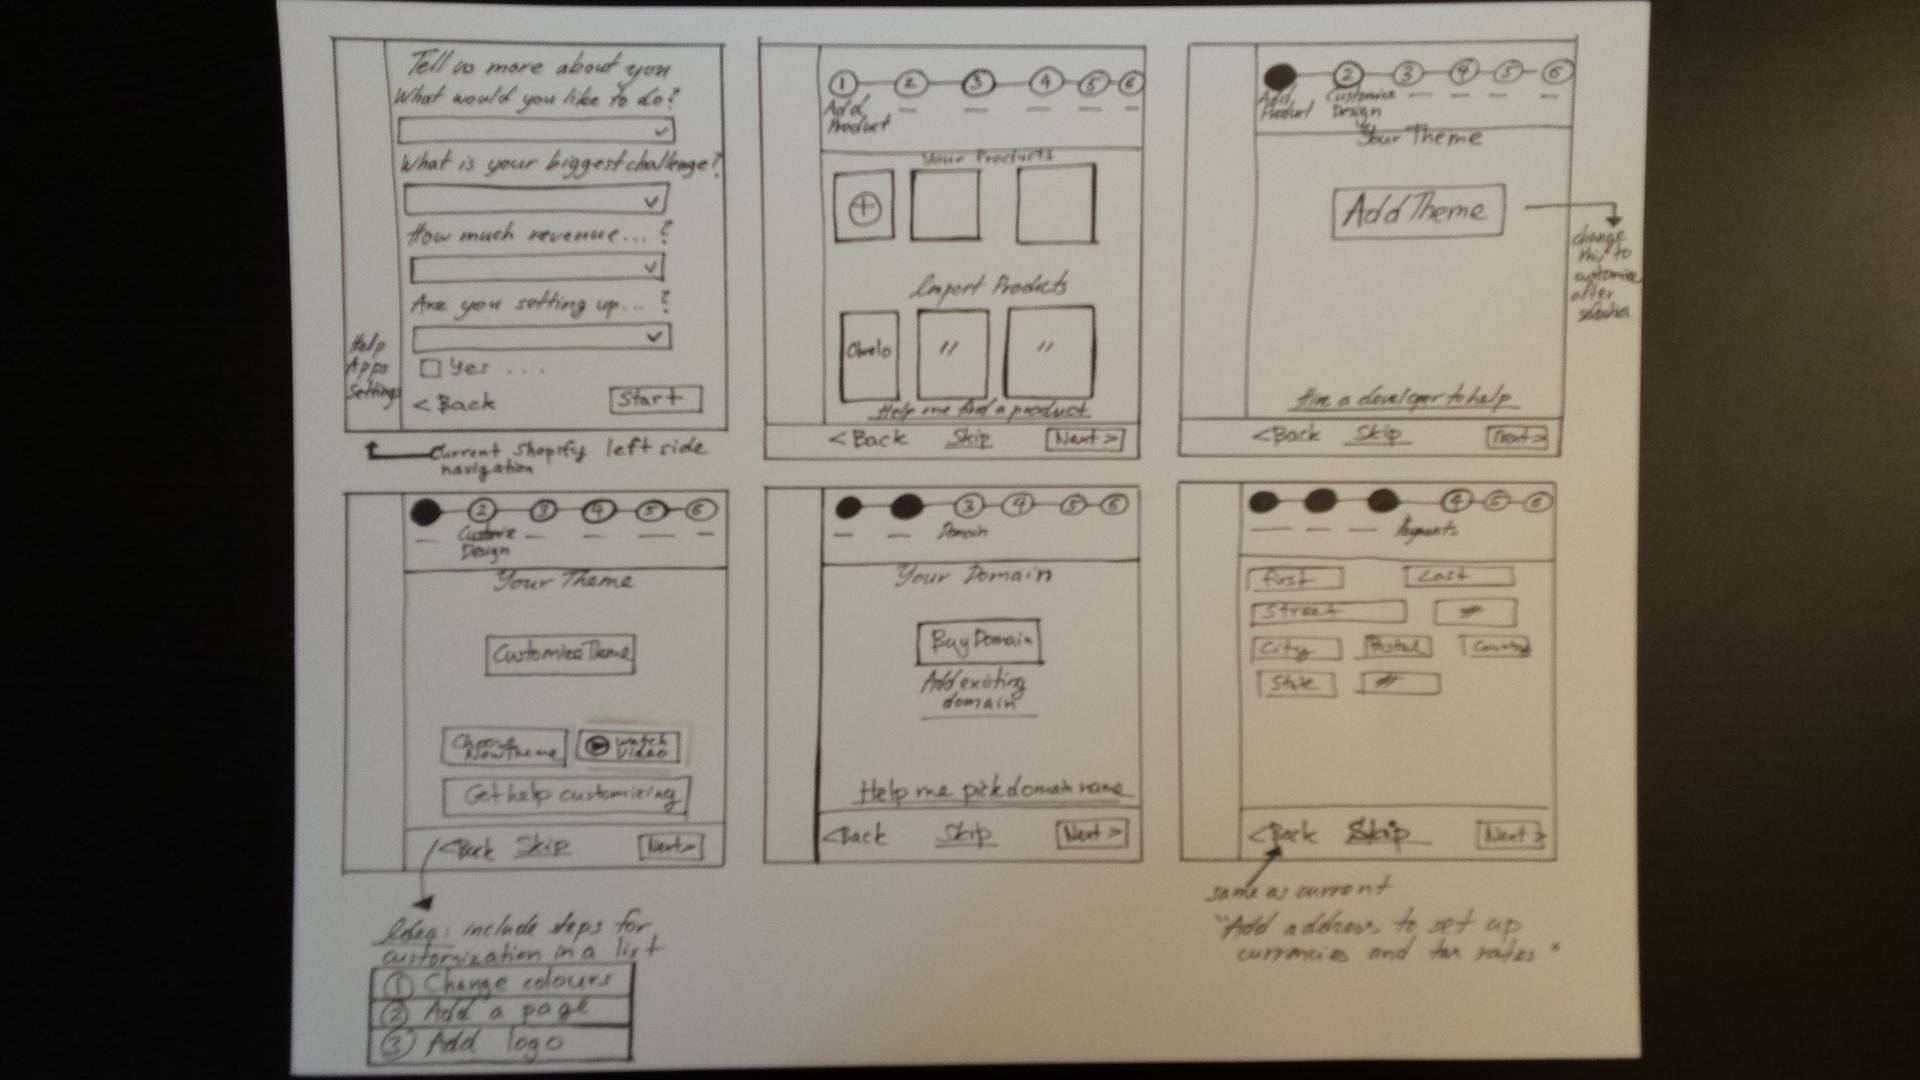 Tell us more about you
What would you like to do?
What is your biggest challenge?
How much revenue... ?
Are you setting up... ?
Yes ...
Help
Apps
Settings
< Back Start
Current Shopify left side
navigation
1 2 3 4 5 6
Add
Product
Your Products
+
Import Products
Oberlo " "
Help me find a product
< Back Skip Next >
2 3 4 5 6
Add
Product
Customize
Design
Your Theme
Add Theme
change
this to
customize
after
Hire a developer to help
< Back Skip Next >
2 3 4 5 6
Customize
Design
Your Theme
Customize Theme
Choose
New Theme
Watch
Video
Get help customizing
< Back Skip Next >
Idea: include steps for
customization in a list
1 Change colours
2 Add a page
3 Add logo
3 4 5 6
Domain
Your Domain
Buy Domain
Add existing
domain
Help me pick domain name
< Back Skip Next >
4 5 6
Payments
First Last
Street #
City Postal Country
State #
< Back Skip Next >
same as current
"Add address to set up
currencies and tax rates"